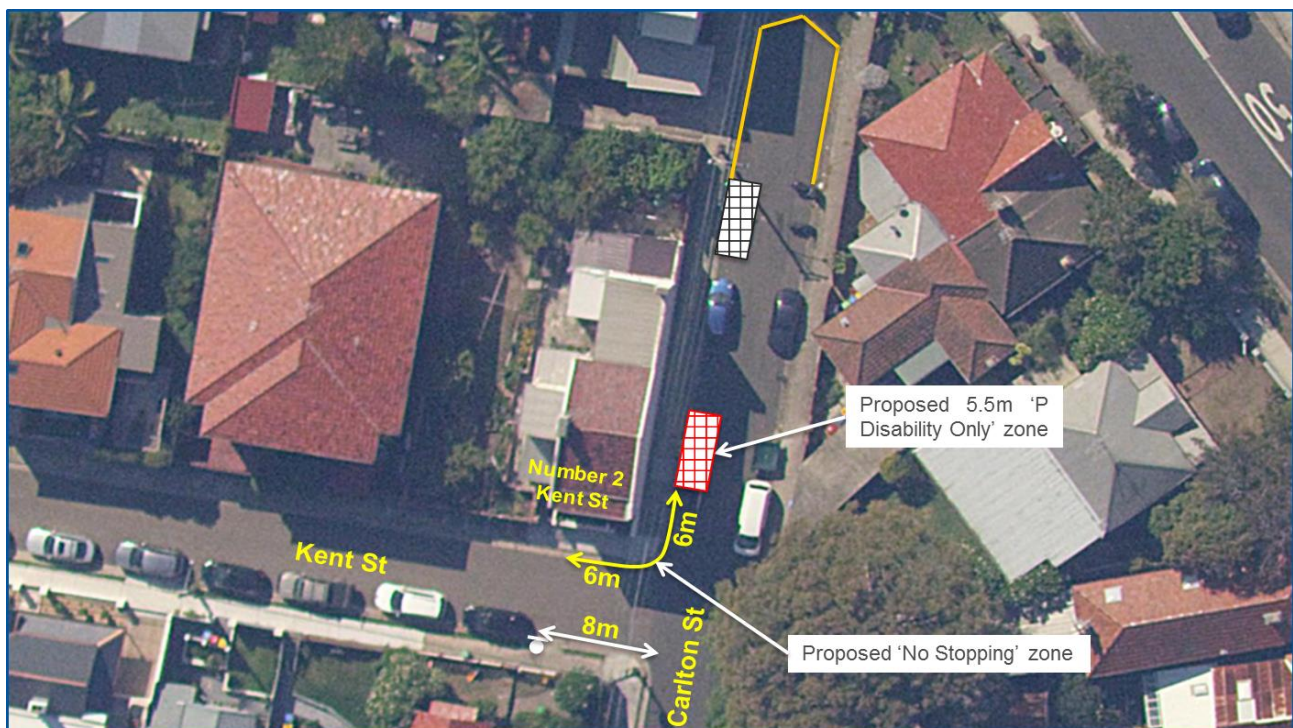 50
Proposed 5.5m ‘P
Disability Only’ zone
Number 2
Kent St
6m
Kent St
6m
8m
Carlton St
Proposed ‘No Stopping’ zone